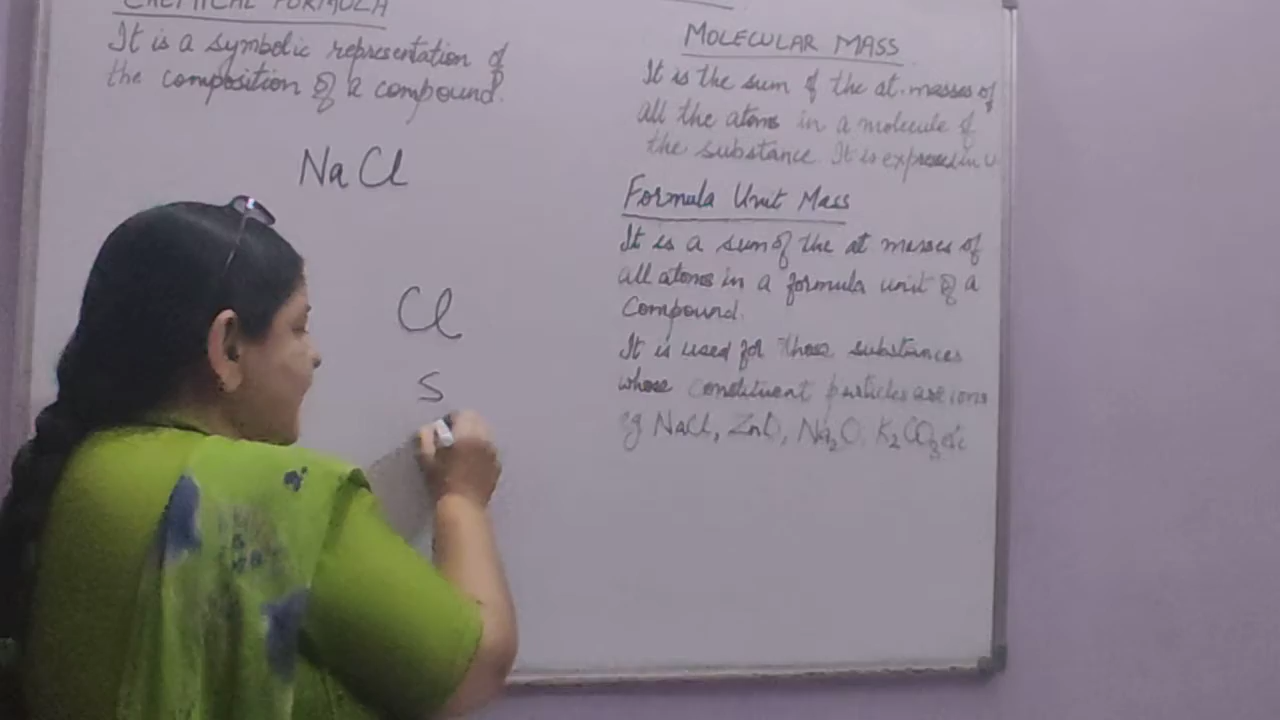 CHEMICAL FORMULA
It is a symbolic representation of
the composition of a compound.
NaCl
Cl
S
MOLECULAR MASS
It is the sum of the at. masses of
all the atoms in a molecule of
the substance. It is express in u
Formula Unit Mass
It is a sum of the at masses of
all atoms in a formula unit of a
Compound.
It is used for those substances
whose constituent particles are ions
eg NaCl, ZnO, Na₂O, K₂CO₃ etc